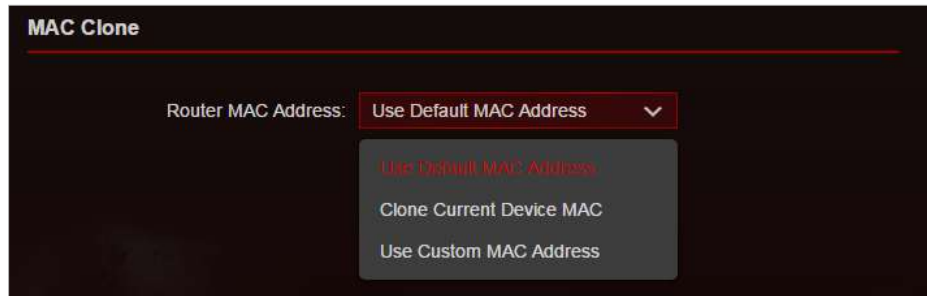 MAC Clone
Router MAC Address: Use Default MAC Address
Use Default MAC Address
Clone Current Device MAC
Use Custom MAC Address